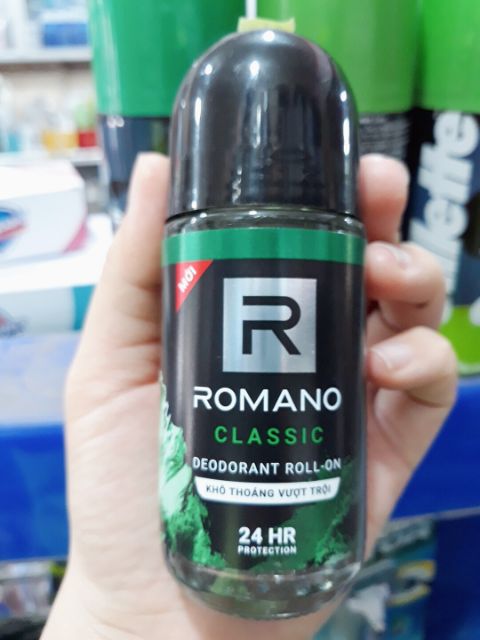 MỚI
R
ROMANO
CLASSIC
DEODORANT ROLL-ON
KHÔ THOÁNG VƯỢT TRỘI
24 HR
PROTECTION
Gillette